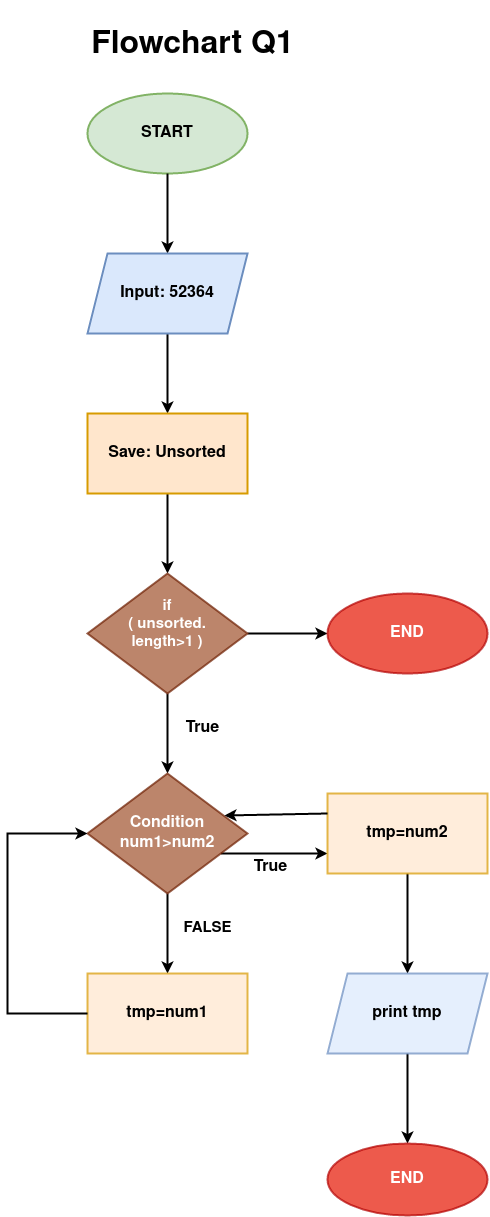 Flowchart Q1
START
Input: 52364
Save: Unsorted
if
( unsorted.
length>1 )
END
True
Condition
num1>num2
tmp=num2
True
FALSE
tmp=num1
print tmp
END